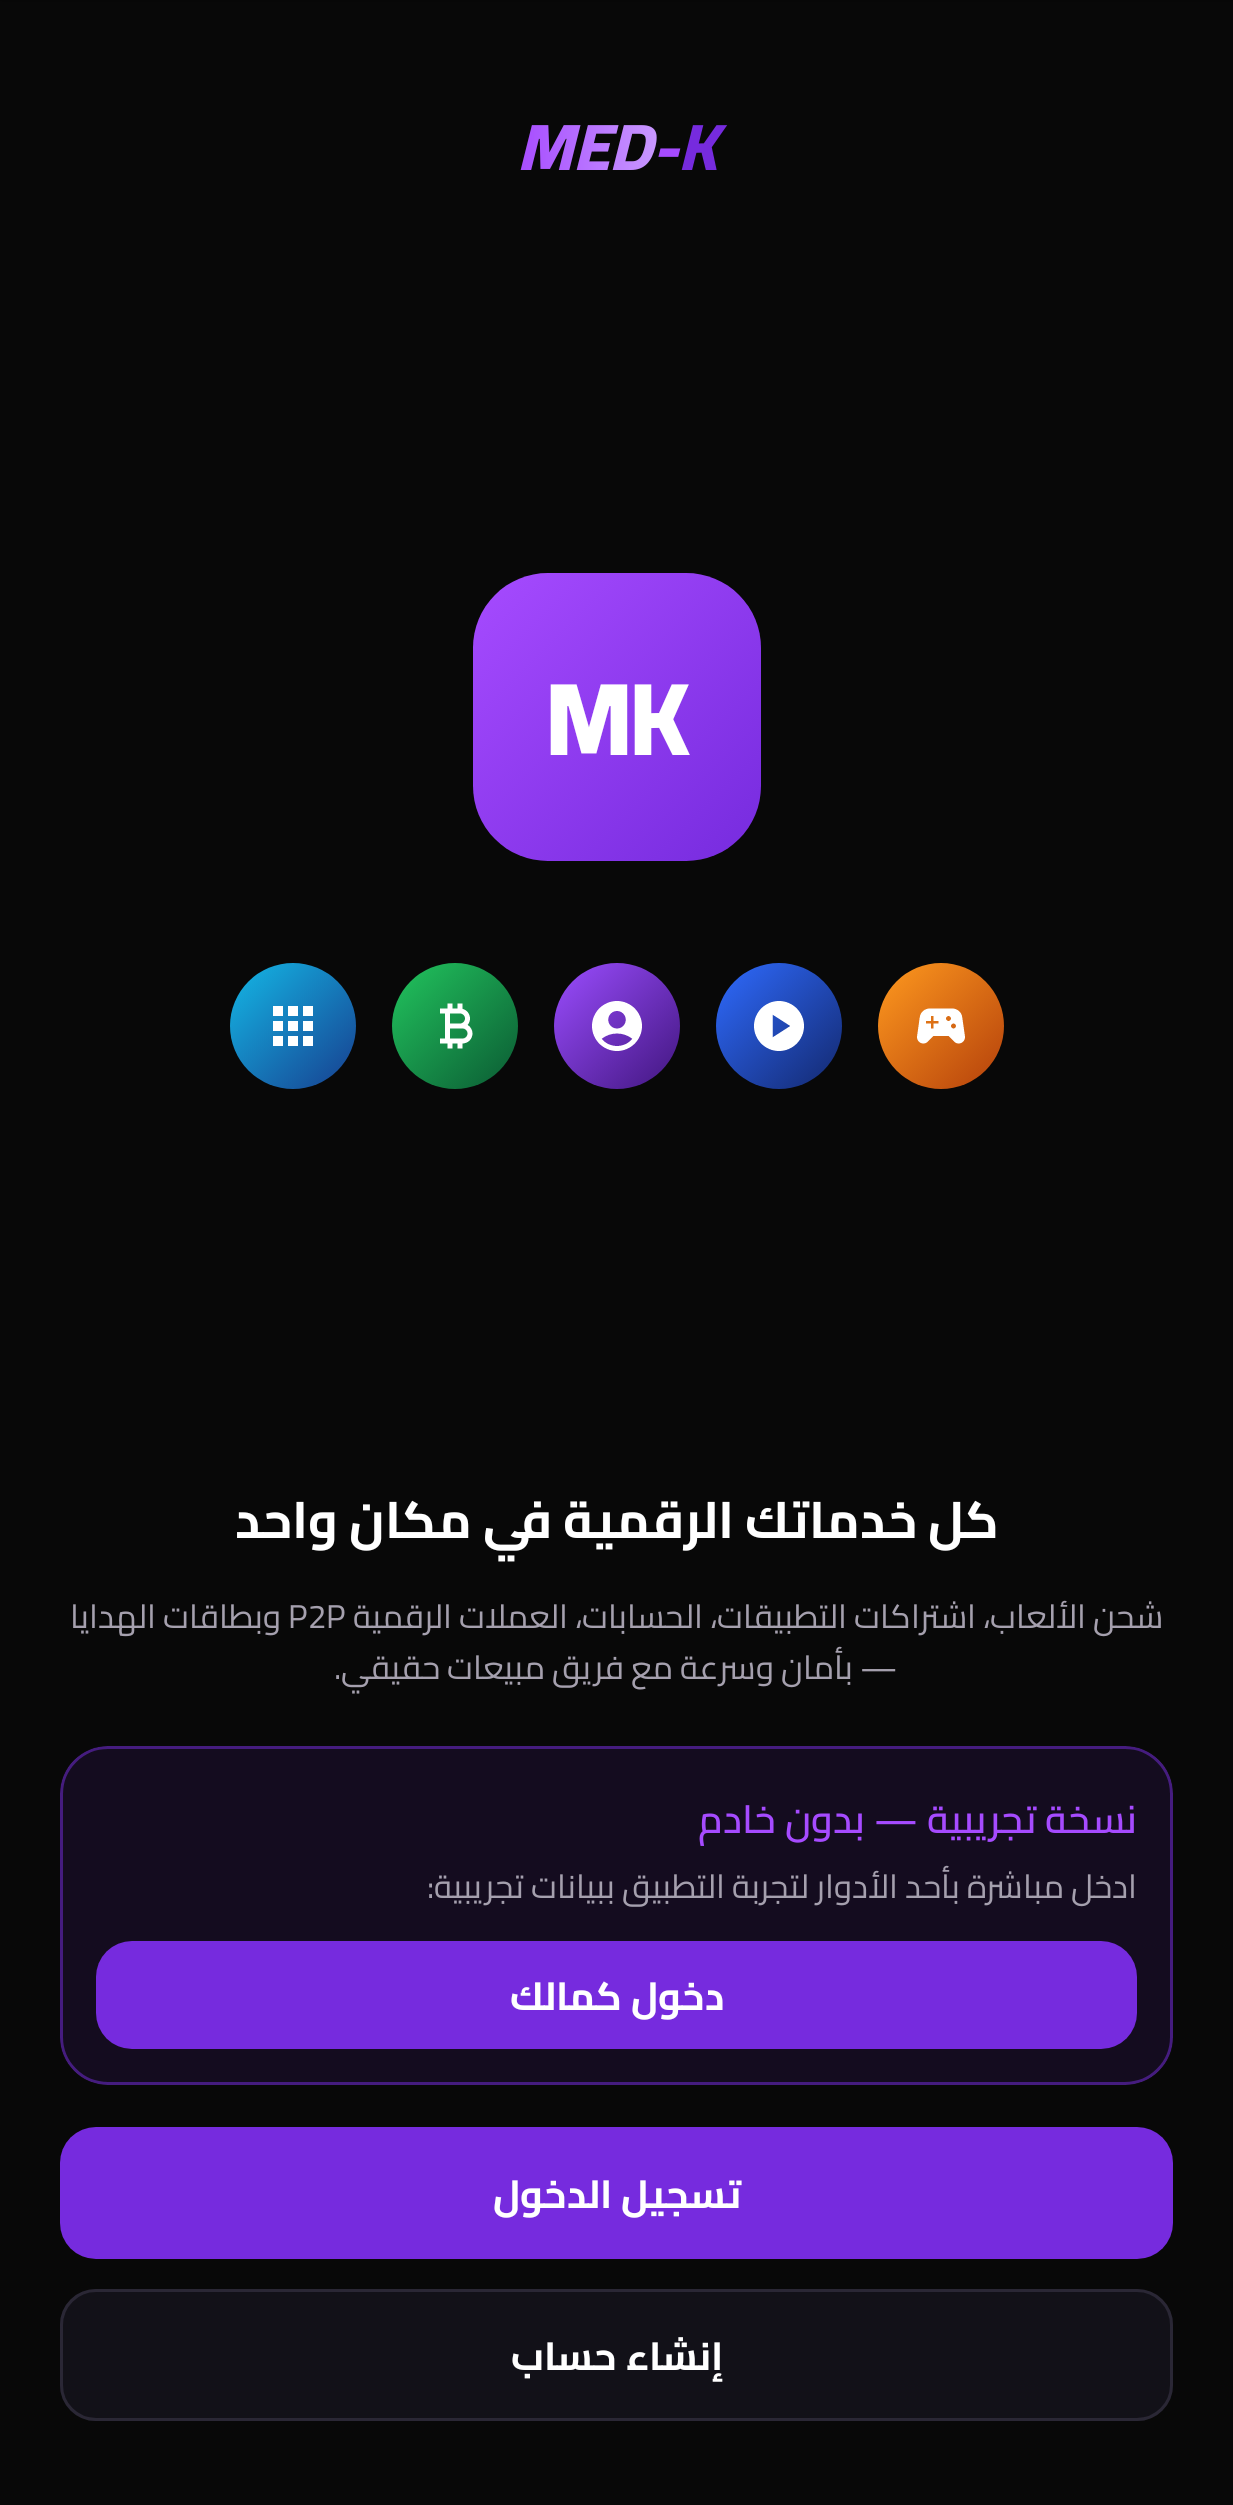 MED-K
MK
كل خدماتك الرقمية في مكان واحد
شحن الألعاب، اشتراكات التطبيقات، الحسابات، العملات الرقمية P2P وبطاقات الهدايا
— بأمان وسرعة مع فريق مبيعات حقيقي.
نسخة تجريبية — بدون خادم
ادخل مباشرة بأحد الأدوار لتجربة التطبيق ببيانات تجريبية:
دخول كمالك
تسجيل الدخول
إنشاء حساب